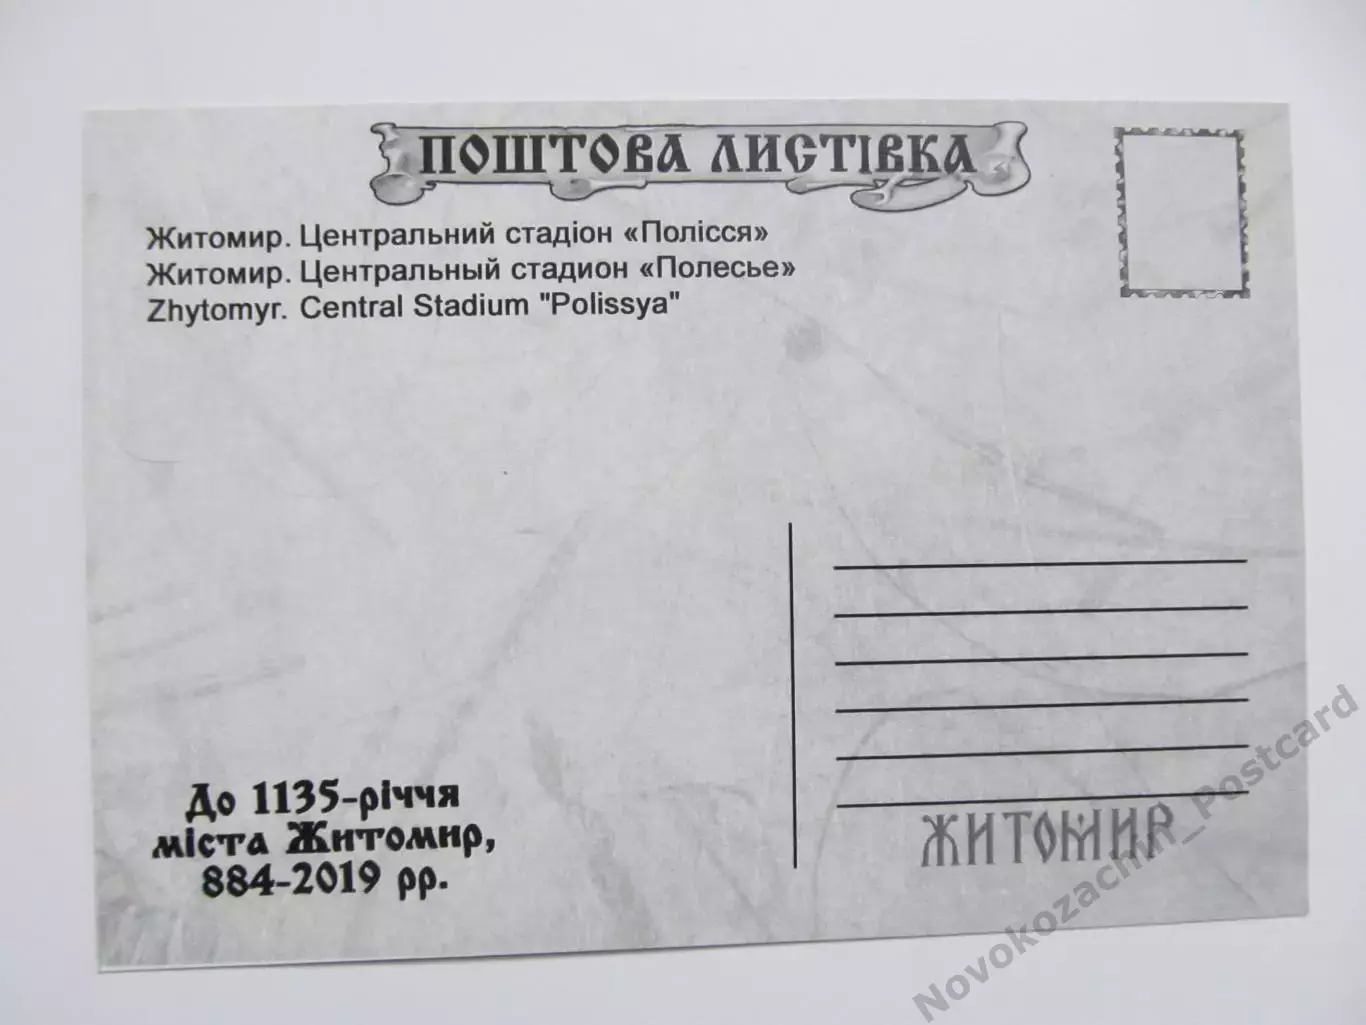 ПОШТОВА ЛИСТІВКА
Житомир. Центральний стадіон «Полісся»
Житомир. Центральный стадион «Полесье»
Zhytomyr. Central Stadium "Polissya"
До 1135-річчя
міста Житомир,
884-2019 рр.
ЖИТОМИР
Novokozachin_Postcard